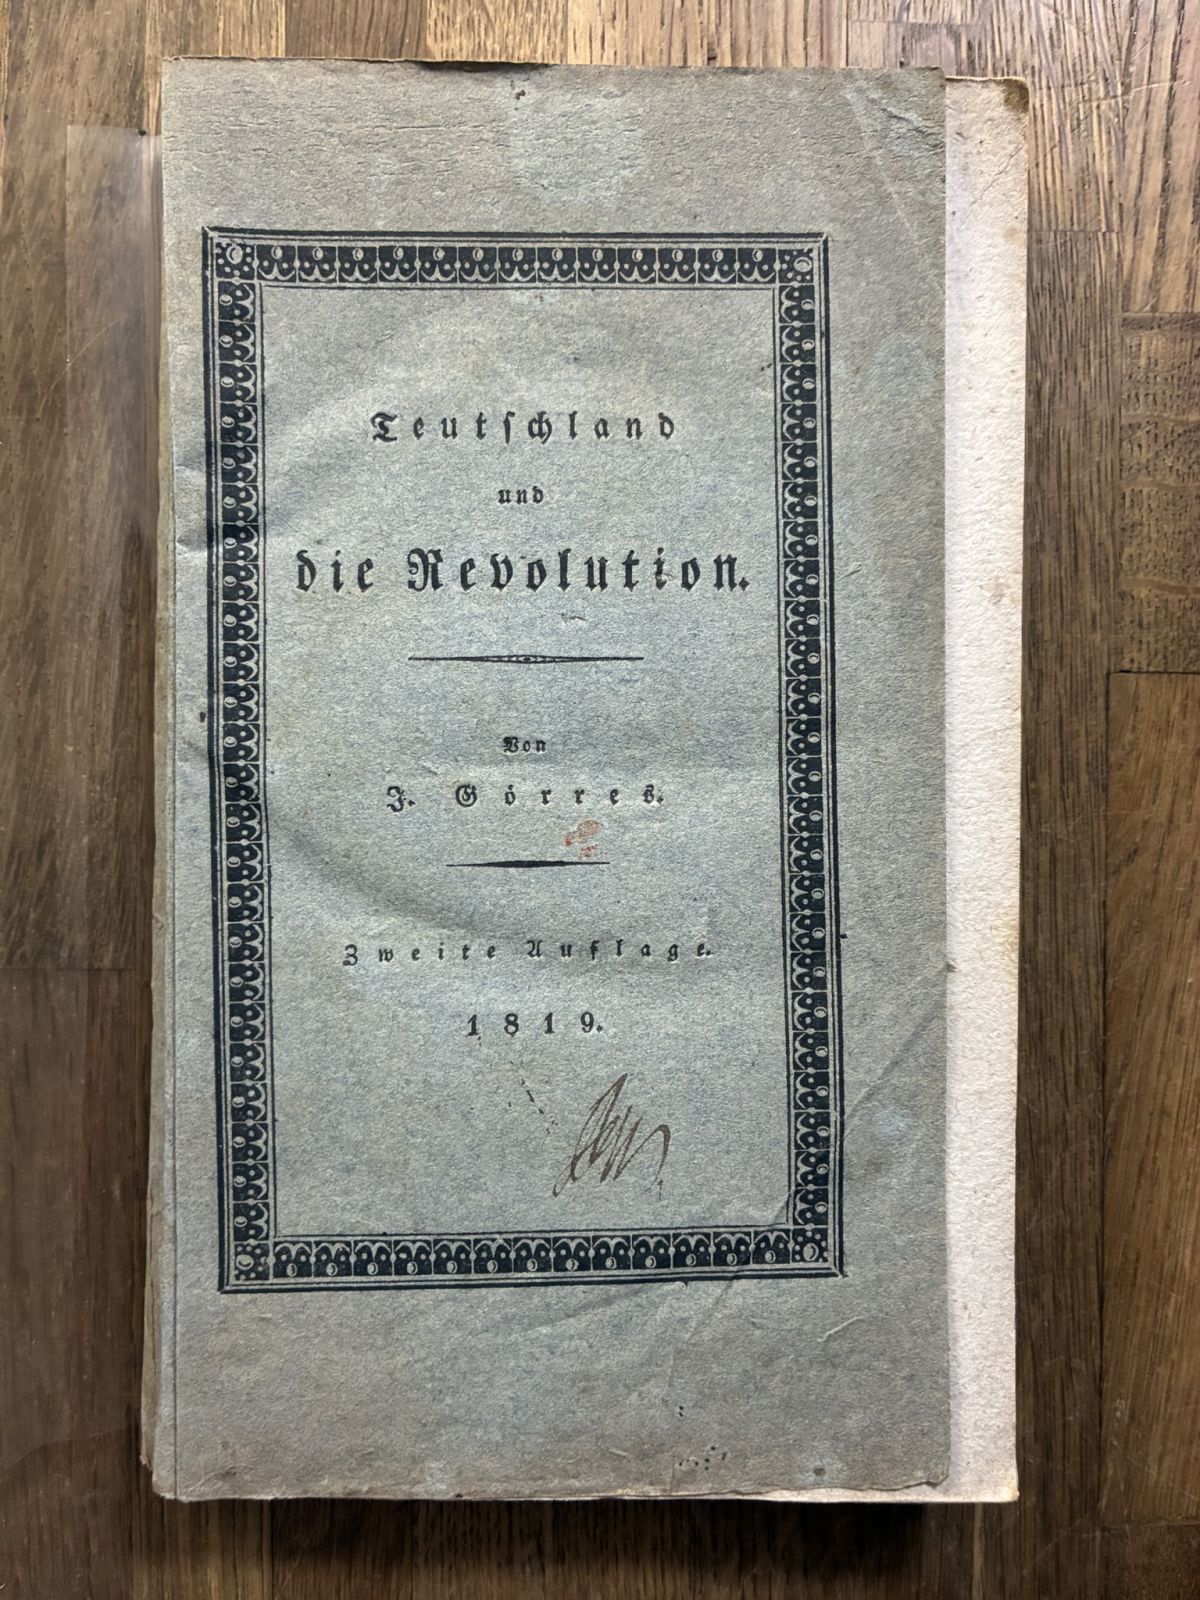 Teutschland
und
die Revolution.
Von
J. Görres.
Zweite Auflage.
1819.